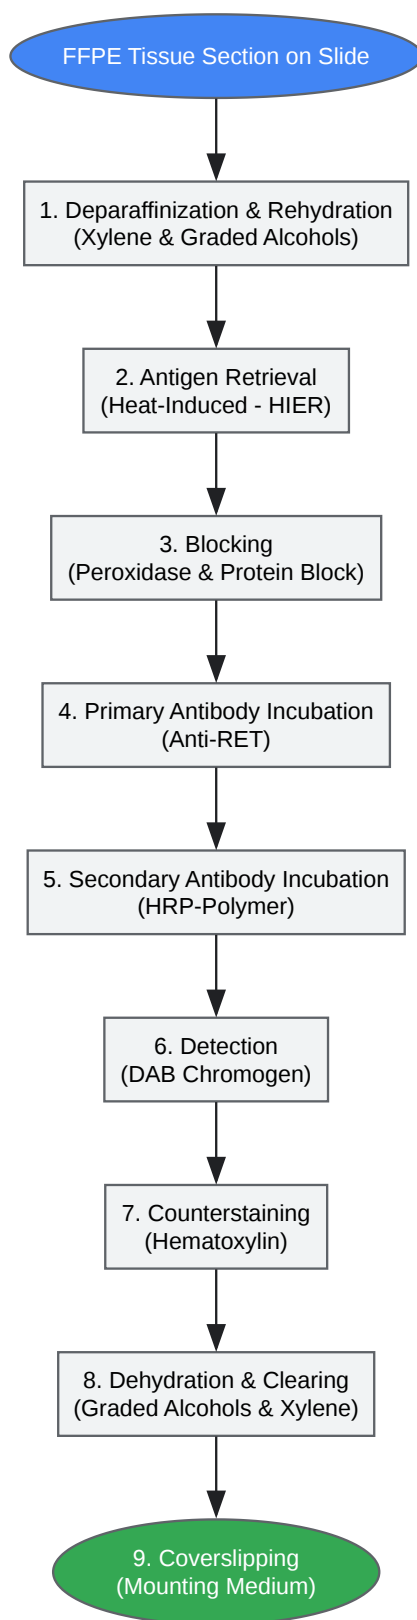 FFPE Tissue Section on Slide
1. Deparaffinization & Rehydration
(Xylene & Graded Alcohols)
2. Antigen Retrieval
(Heat-Induced - HIER)
3. Blocking
(Peroxidase & Protein Block)
4. Primary Antibody Incubation
(Anti-RET)
5. Secondary Antibody Incubation
(HRP-Polymer)
6. Detection
(DAB Chromogen)
7. Counterstaining
(Hematoxylin)
8. Dehydration & Clearing
(Graded Alcohols & Xylene)
9. Coverslipping
(Mounting Medium)